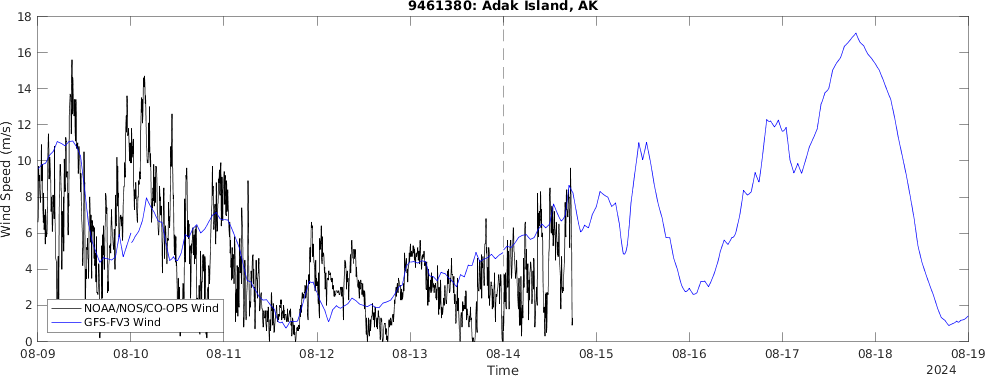 9461380: Adak Island, AK
18
16
14
12
10
8
6
4
2
0
Wind Speed (m/s)
NOAA/NOS/CO-OPS Wind
GFS-FV3 Wind
08-09 08-10 08-11 08-12 08-13 08-14 08-15 08-16 08-17 08-18 08-19
Time
2024